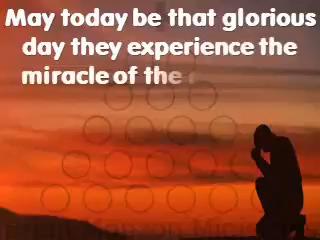 May today be that glorious
day they experience the
miracle of the